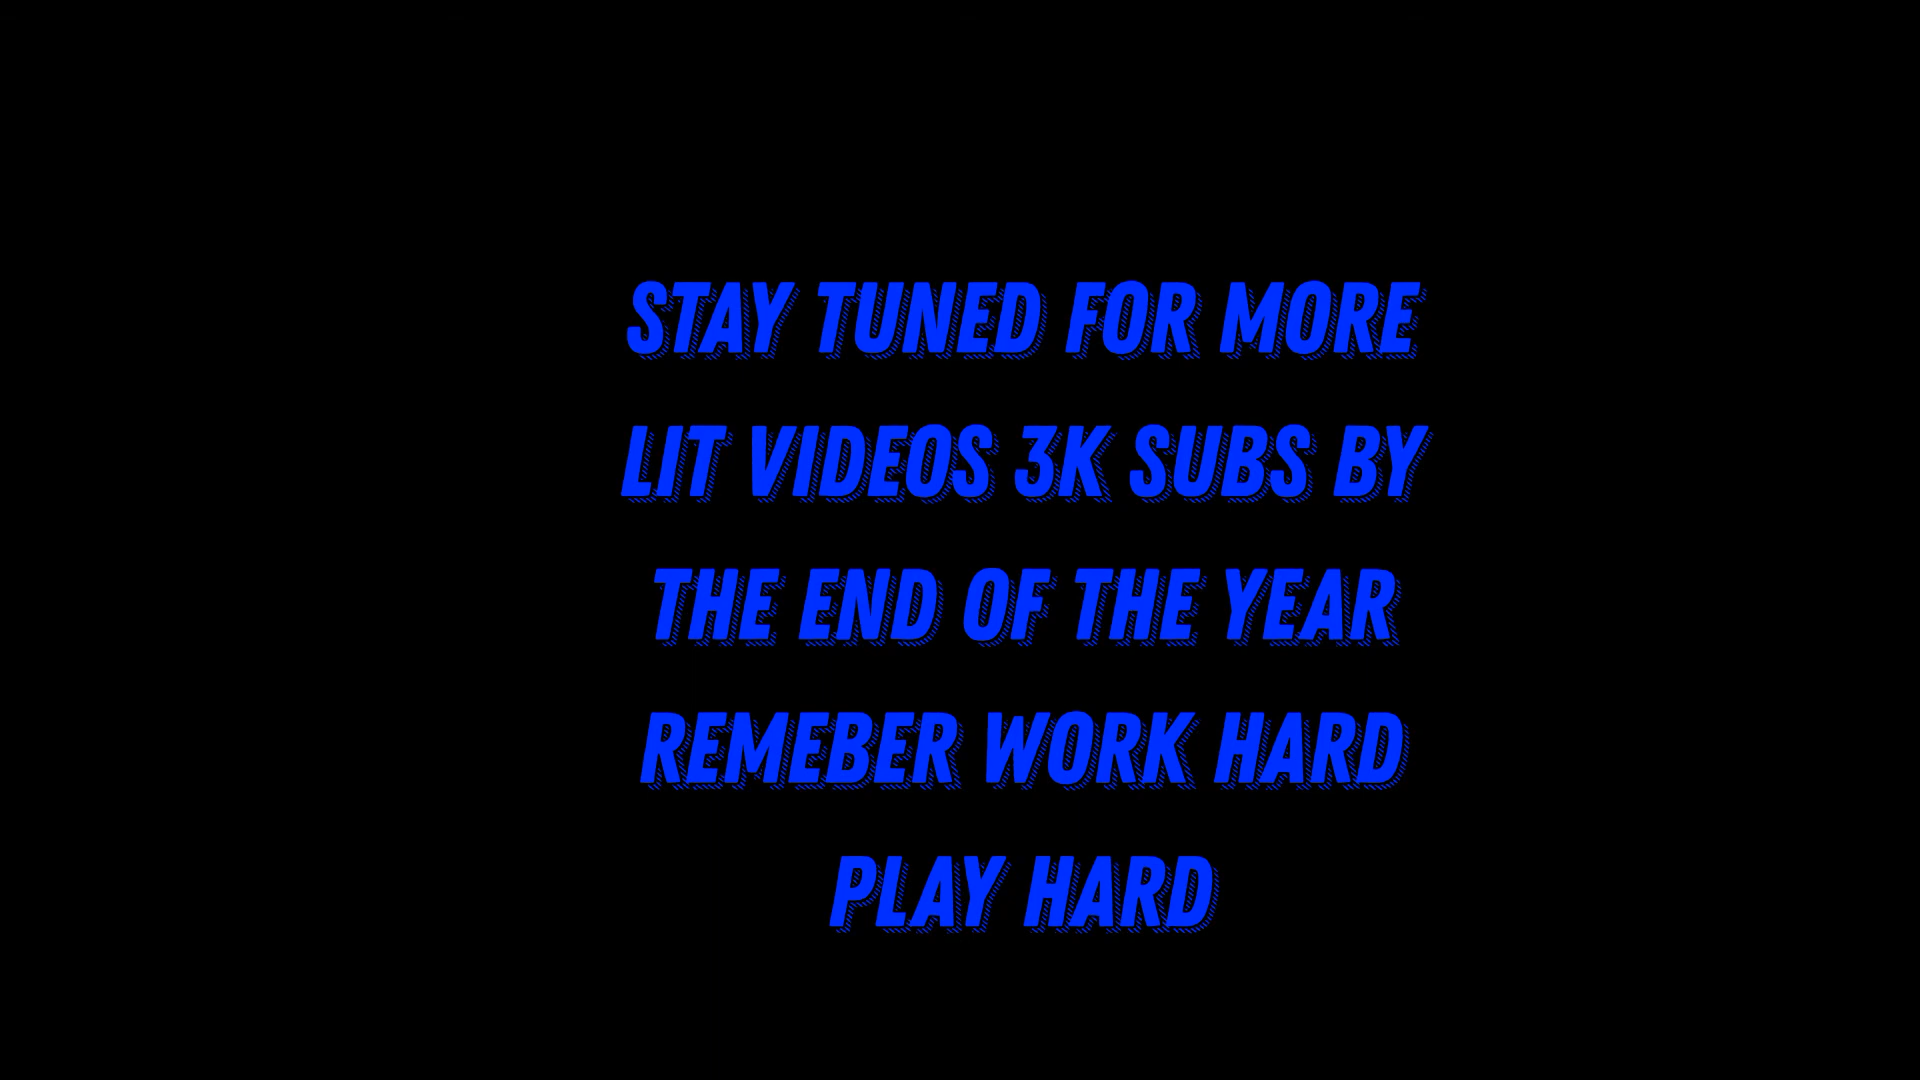 STAY TUNED FOR MORE
LIT VIDEOS 3K SUBS BY
THE END OF THE YEAR
REMEBER WORK HARD
PLAY HARD